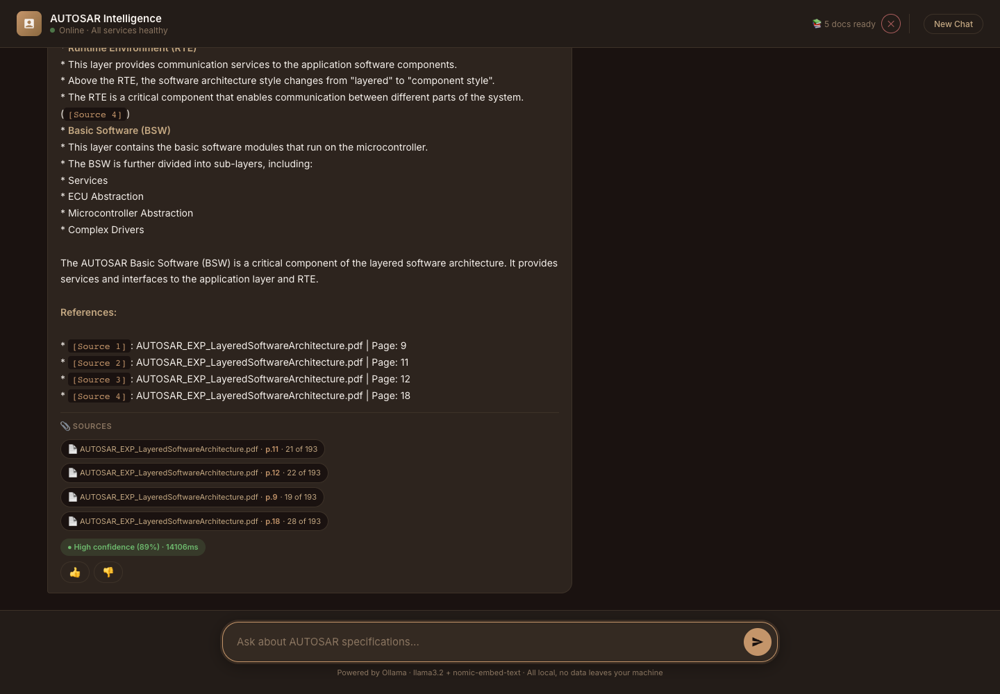 AUTOSAR Intelligence
Online · All services healthy
5 docs ready
New Chat
* Runtime Environment (RTE)
* This layer provides communication services to the application software components.
* Above the RTE, the software architecture style changes from "layered" to "component style".
* The RTE is a critical component that enables communication between different parts of the system.
( [Source 4] )
* Basic Software (BSW)
* This layer contains the basic software modules that run on the microcontroller.
* The BSW is further divided into sub-layers, including:
* Services
* ECU Abstraction
* Microcontroller Abstraction
* Complex Drivers
The AUTOSAR Basic Software (BSW) is a critical component of the layered software architecture. It provides
services and interfaces to the application layer and RTE.
References:
* [Source 1] : AUTOSAR_EXP_LayeredSoftwareArchitecture.pdf | Page: 9
* [Source 2] : AUTOSAR_EXP_LayeredSoftwareArchitecture.pdf | Page: 11
* [Source 3] : AUTOSAR_EXP_LayeredSoftwareArchitecture.pdf | Page: 12
* [Source 4] : AUTOSAR_EXP_LayeredSoftwareArchitecture.pdf | Page: 18
SOURCES
AUTOSAR_EXP_LayeredSoftwareArchitecture.pdf · p.11 · 21 of 193
AUTOSAR_EXP_LayeredSoftwareArchitecture.pdf · p.12 · 22 of 193
AUTOSAR_EXP_LayeredSoftwareArchitecture.pdf · p.9 · 19 of 193
AUTOSAR_EXP_LayeredSoftwareArchitecture.pdf · p.18 · 28 of 193
● High confidence (89%) · 14106ms
Ask about AUTOSAR specifications...
Powered by Ollama · llama3.2 + nomic-embed-text · All local, no data leaves your machine